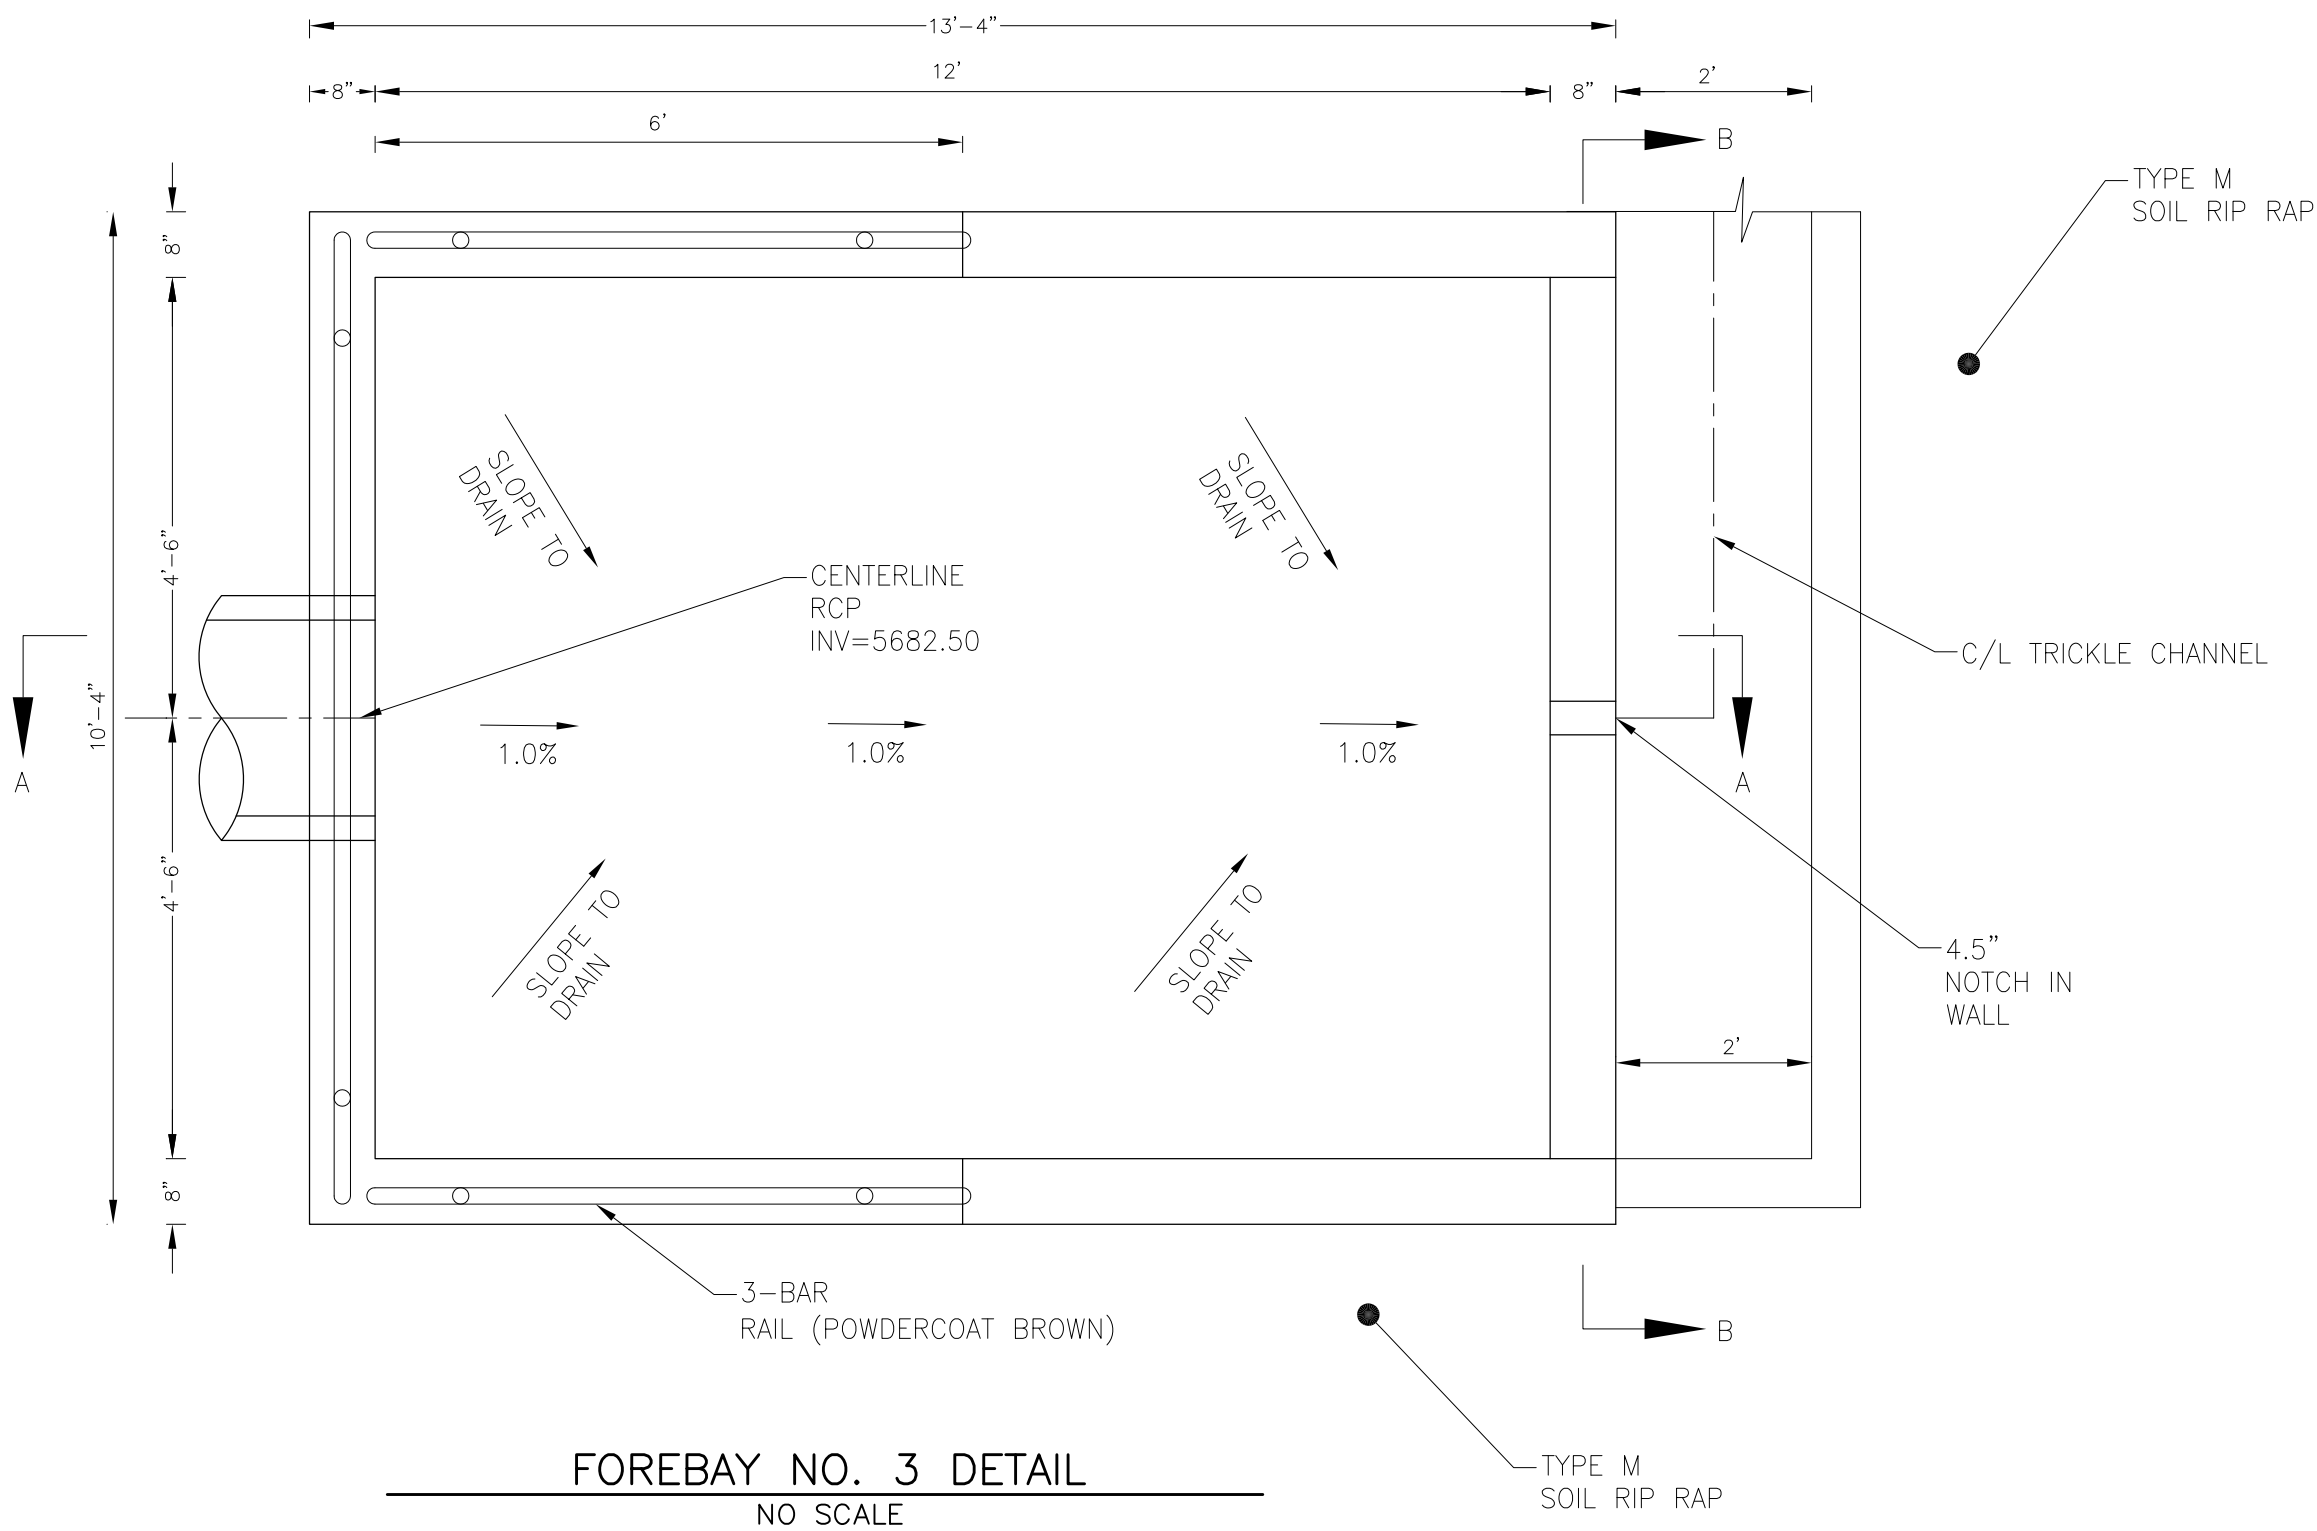 13'-4"
12'
8"
8"
2'
6'
B
TYPE M
SOIL RIP RAP
8"
SLOPE TO
DRAIN
SLOPE TO
DRAIN
4'-6"
CENTERLINE
RCP
INV=5682.50
C/L TRICKLE CHANNEL
10'-4"
1.0%
1.0%
1.0%
A
A
4'-6"
SLOPE TO
DRAIN
SLOPE TO
DRAIN
4.5"
NOTCH IN
WALL
2'
8"
3-BAR
RAIL (POWDERCOAT BROWN)
B
TYPE M
SOIL RIP RAP
FOREBAY NO. 3 DETAIL
NO SCALE